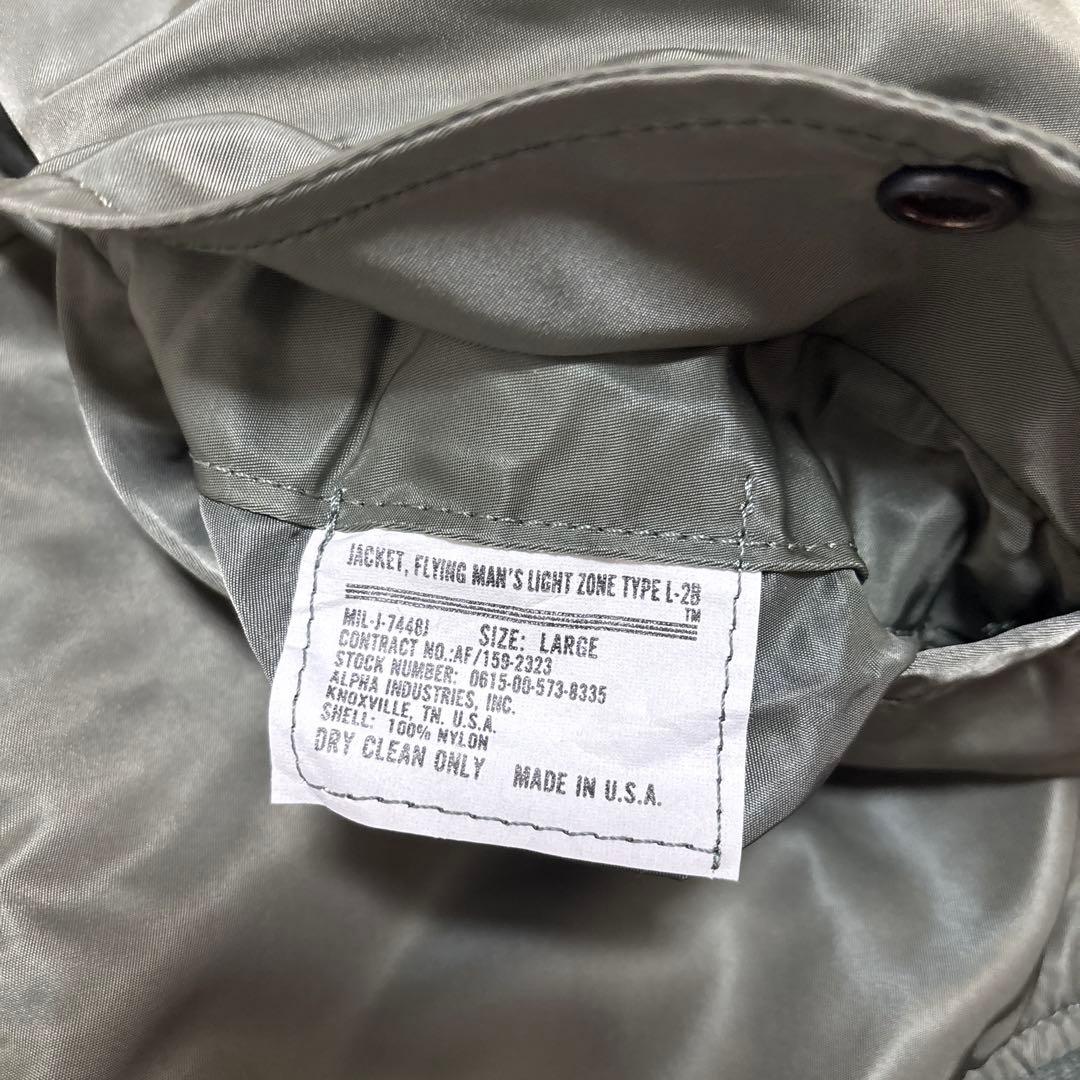 JACKET, FLYING MAN'S LIGHT ZONE TYPE L-2B
TM
MIL-J-7448J SIZE: LARGE
CONTRACT NO.:AF/159-2323
STOCK NUMBER: 0615-00-573-8335
ALPHA INDUSTRIES, INC.
KNOXVILLE, TN. U.S.A.
SHELL: 100% NYLON
DRY CLEAN ONLY MADE IN U.S.A.